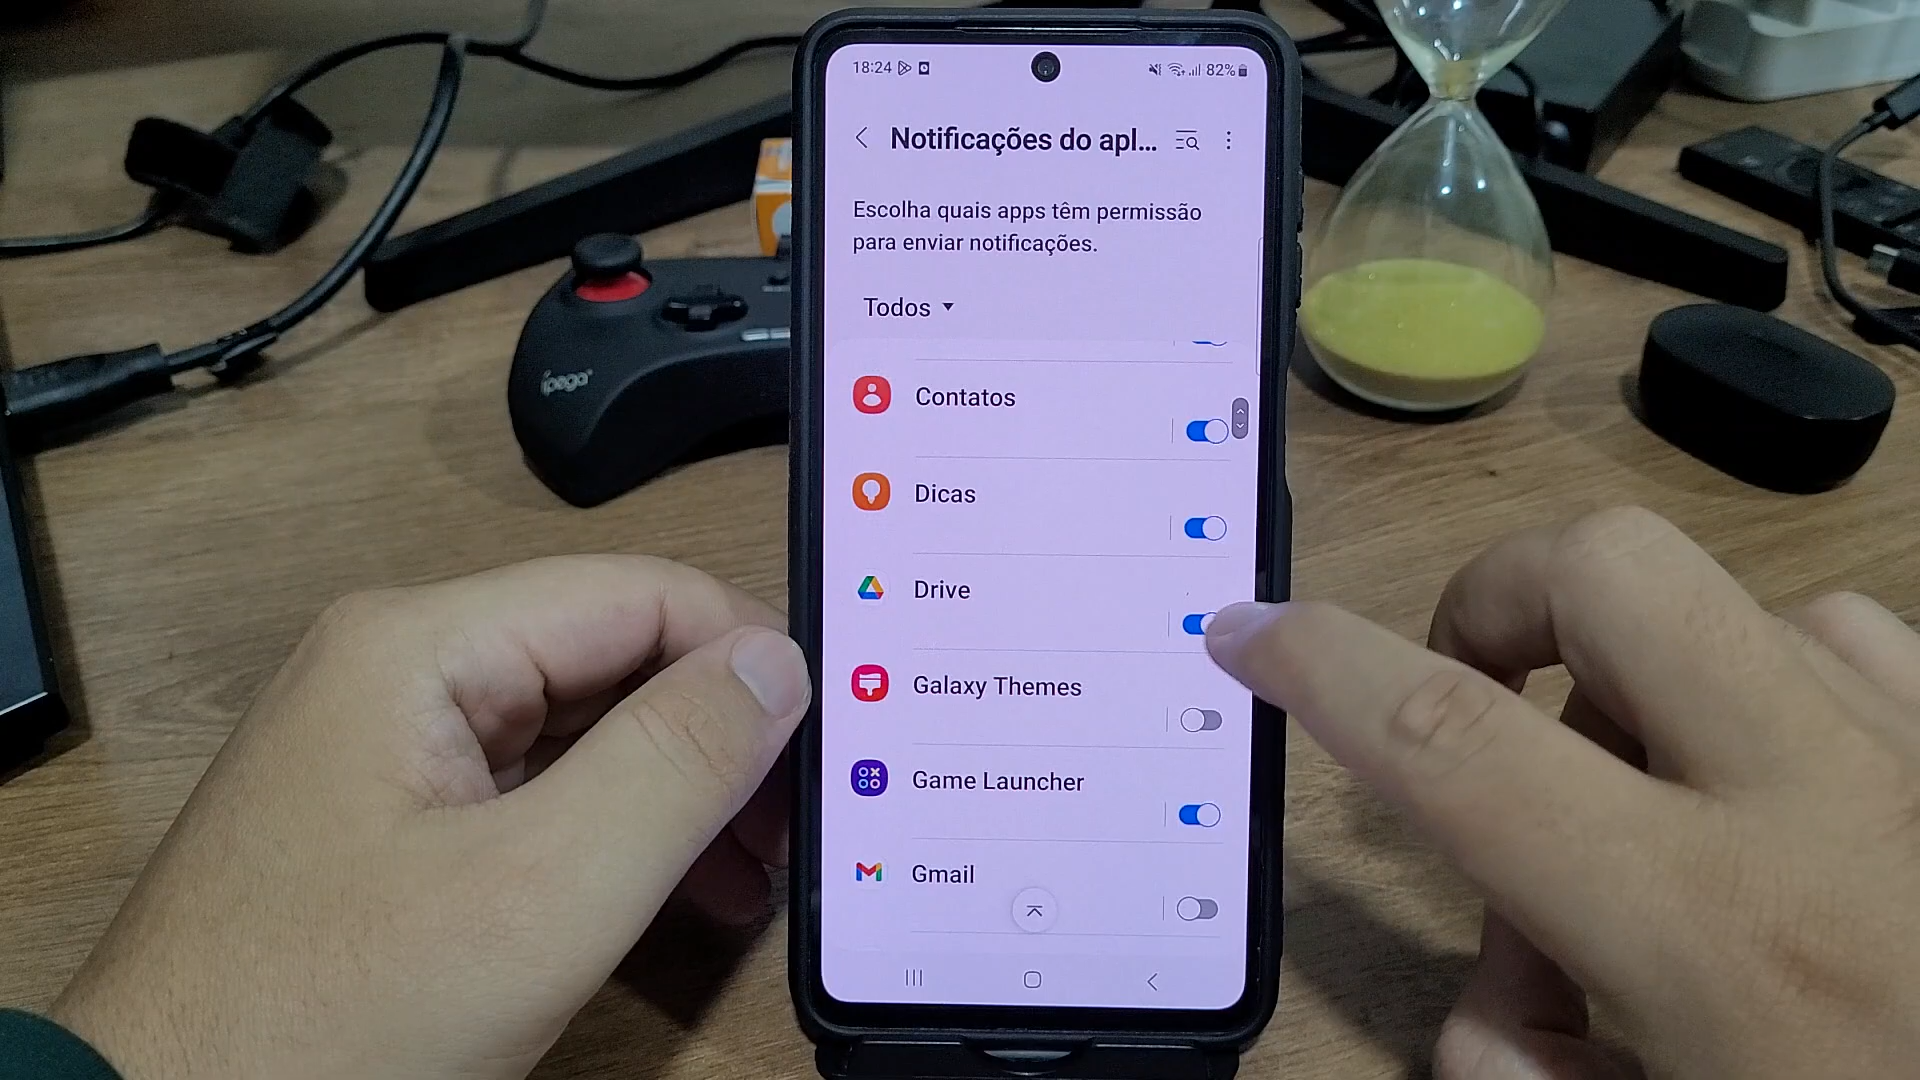 18:24
82%
Notificações do apl...
Escolha quais apps têm permissão
para enviar notificações.
Todos
Contatos
Dicas
Drive
Galaxy Themes
Game Launcher
Gmail
ípega